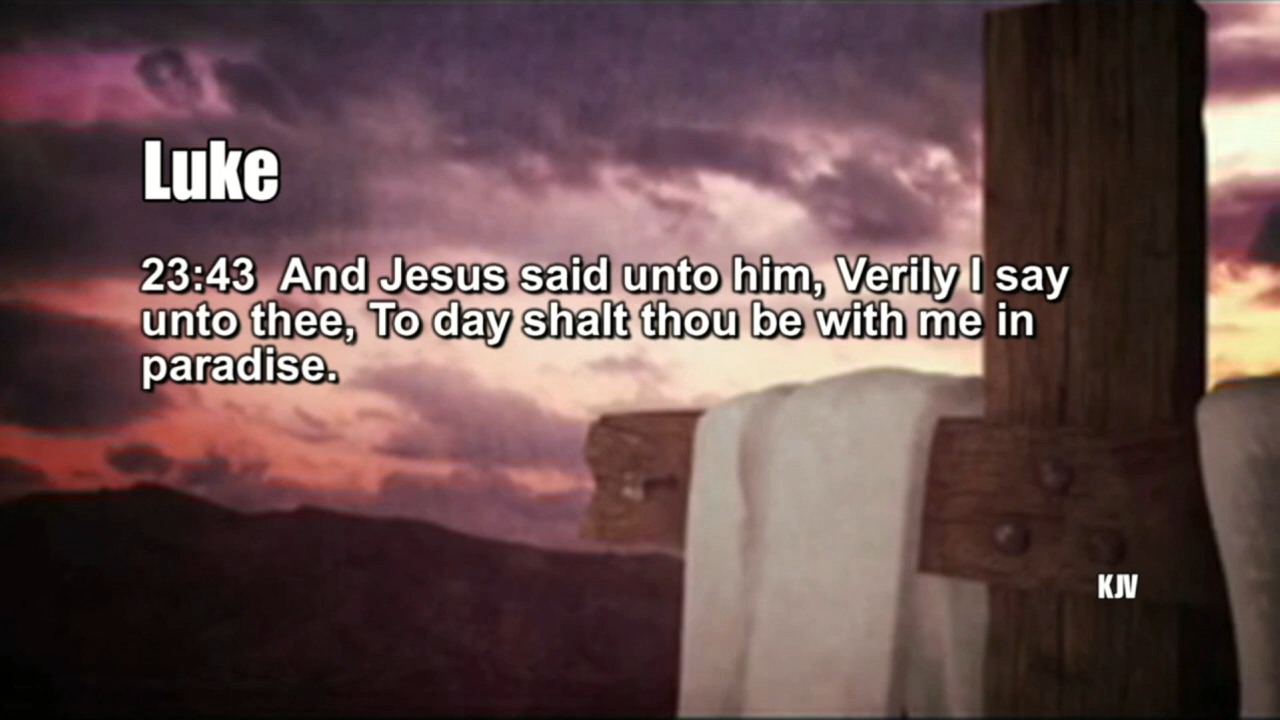 Luke
23:43 And Jesus said unto him, Verily I say
unto thee, To day shalt thou be with me in
paradise.
KJV